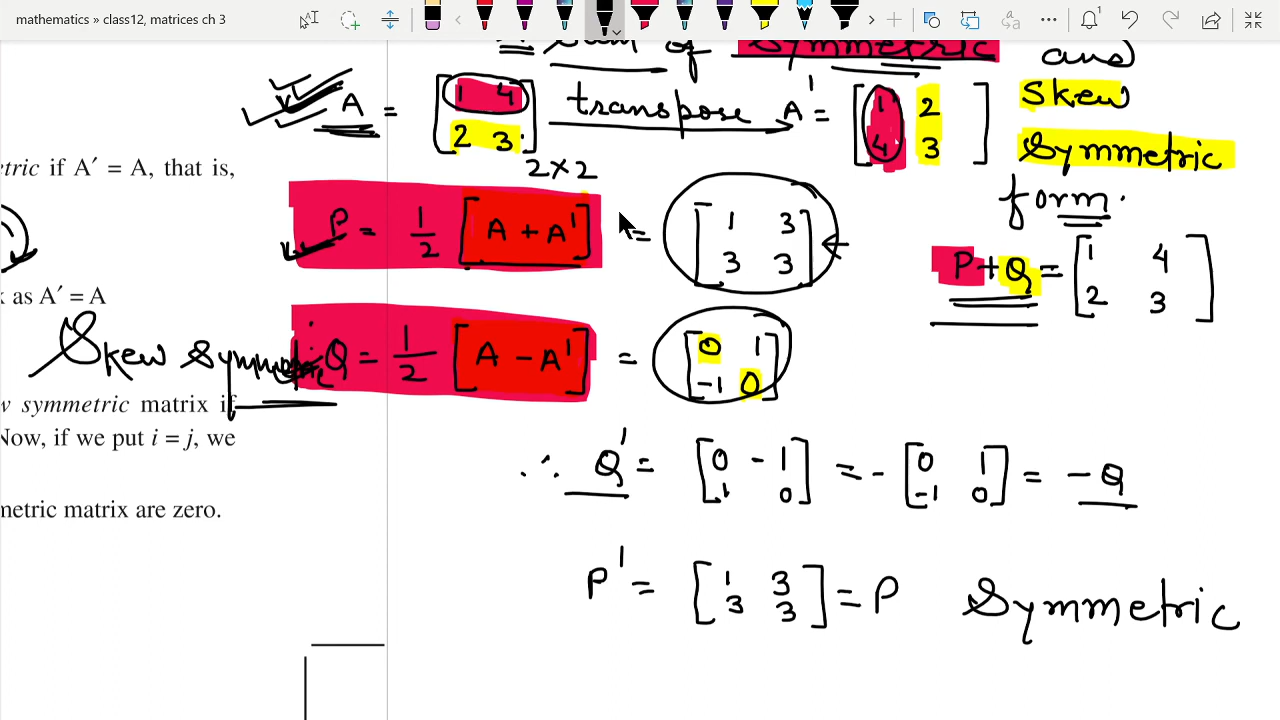 mathematics » class12, matrices ch 3
sum of symmetric and
A = [1 4 2 3] transpose A' = [1 2 4 3] Skew
2×2 Symmetric
etric if A′ = A, that is,
form.
P = 1/2 [A + A'] = [1 3 3 3]
P + Q = [1 4 2 3]
k as A′ = A
Skew Symmetric Q = 1/2 [A - A'] = [0 1 -1 0]
w symmetric matrix if
Now, if we put i = j, we
∴ Q' = [0 -1 1 0] = -[0 1 -1 0] = -Q
metric matrix are zero.
P' = [1 3 3 3] = P Symmetric